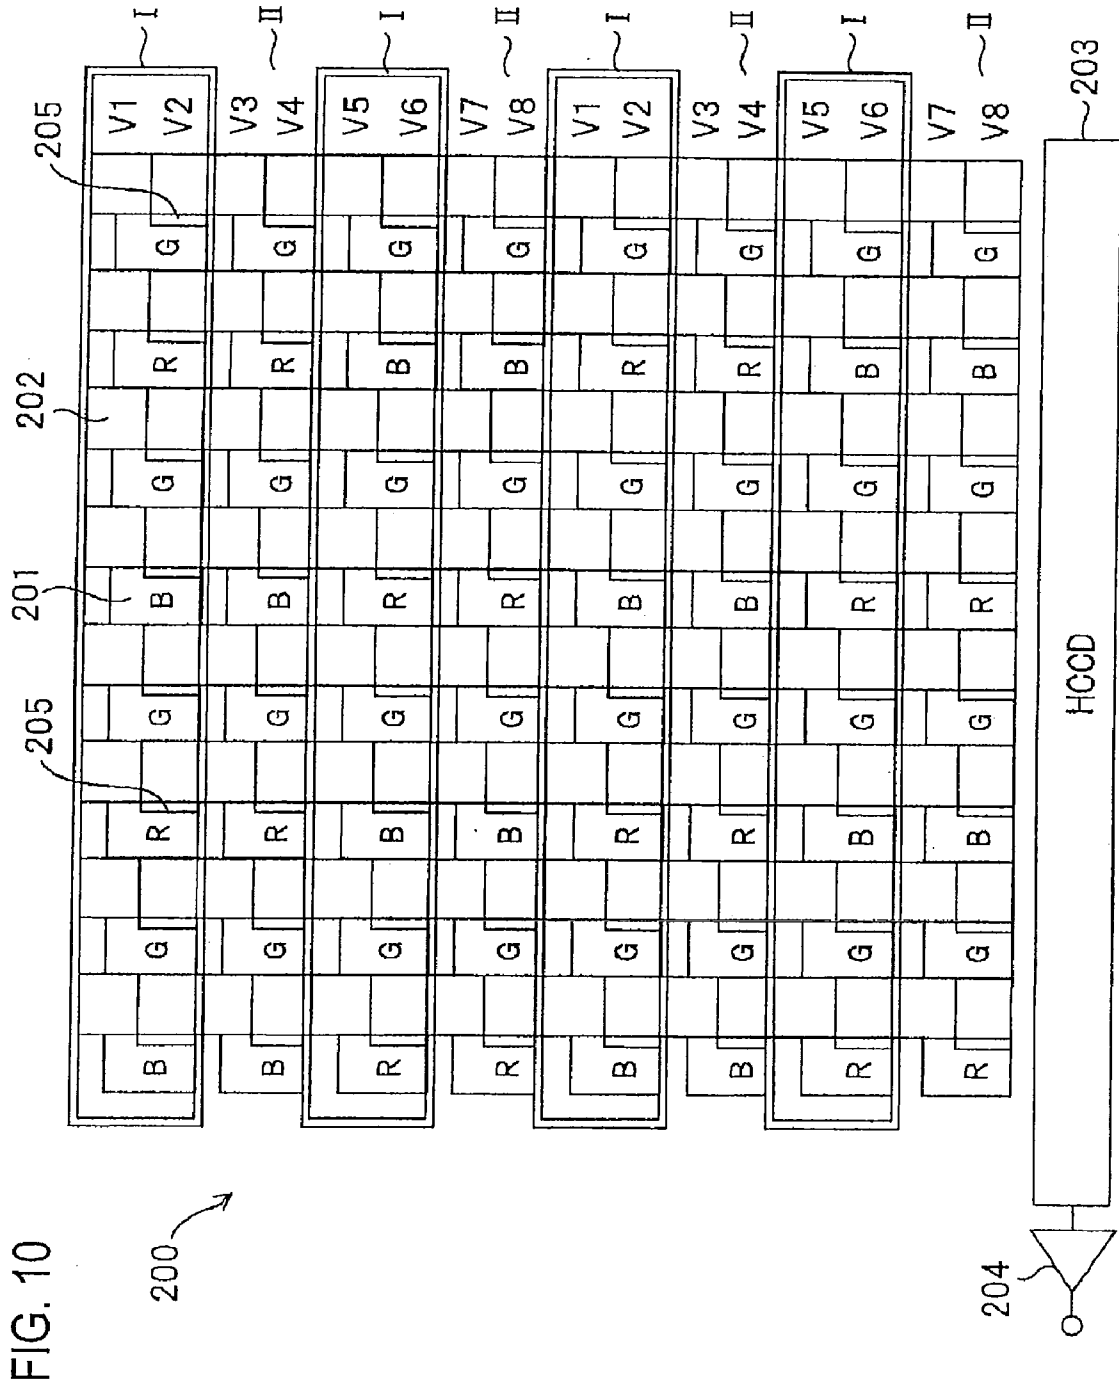 FIG. 10
205 201 202 205
200
V1
B G R G B G R G V2 I
V3
B G R G B G R G V4 II
V5
R G B G R G B G V6 I
V7
R G B G R G B G V8 II
V1
B G R G B G R G V2 I
V3
B G R G B G R G V4 II
V5
R G B G R G B G V6 I
V7
R G B G R G B G V8 II
204 HCCD 203